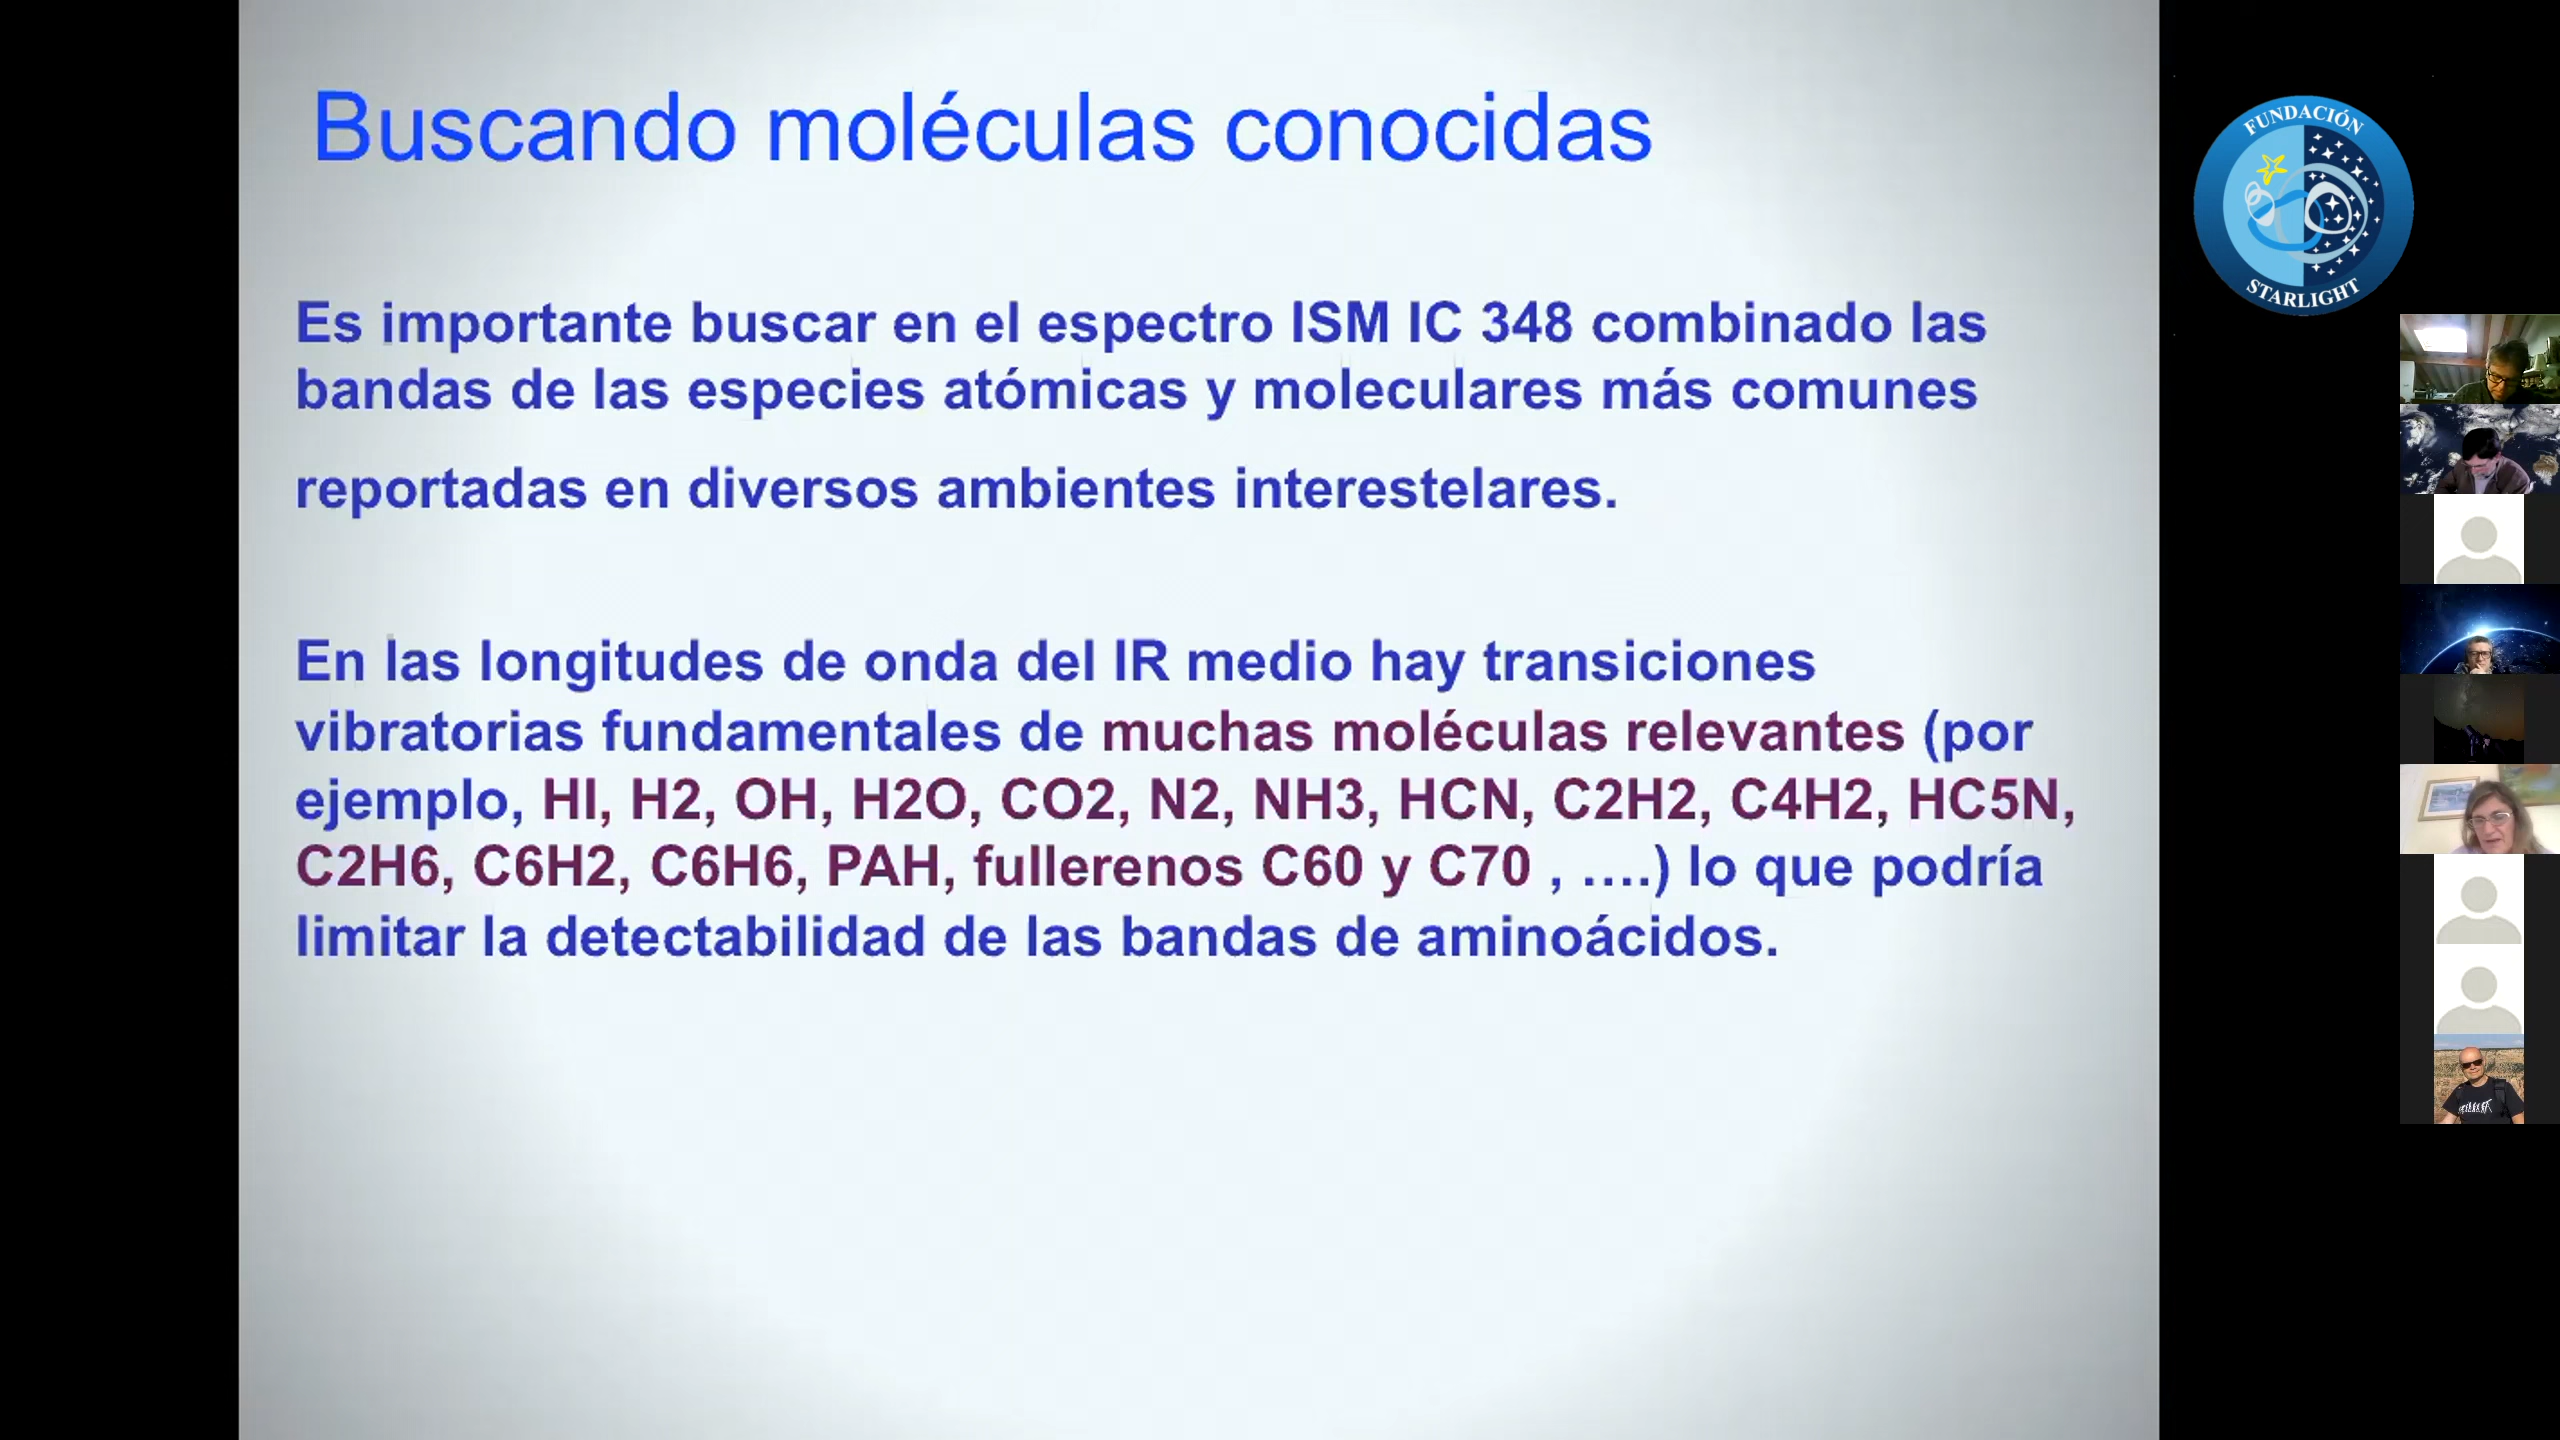 Buscando moléculas conocidas
Es importante buscar en el espectro ISM IC 348 combinado las
bandas de las especies atómicas y moleculares más comunes
reportadas en diversos ambientes interestelares.
En las longitudes de onda del IR medio hay transiciones
vibratorias fundamentales de muchas moléculas relevantes (por
ejemplo, HI, H2, OH, H2O, CO2, N2, NH3, HCN, C2H2, C4H2, HC5N,
C2H6, C6H2, C6H6, PAH, fullerenos C60 y C70 , ….) lo que podría
limitar la detectabilidad de las bandas de aminoácidos.
FUNDACIÓN
STARLIGHT